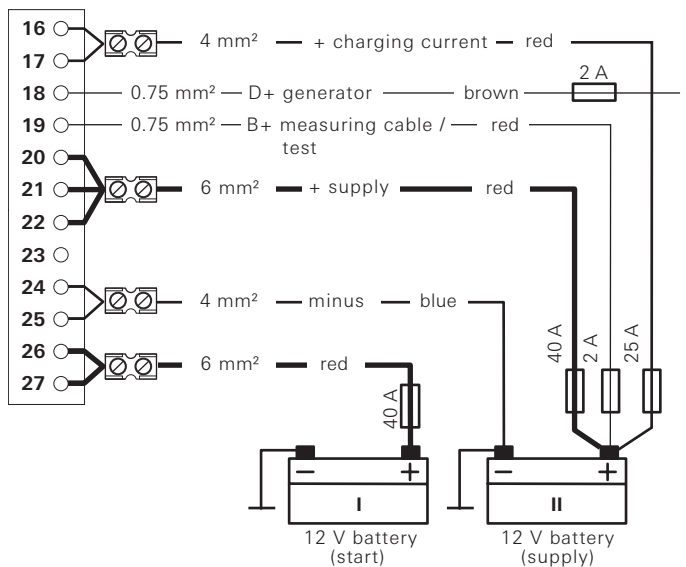 16
17
4 mm² + charging current red
18
0.75 mm² D+ generator brown
2 A
19
0.75 mm² B+ measuring cable / red
test
20
21
22
6 mm² + supply red
23
24
25
4 mm² minus blue
26
27
6 mm² red
40 A
40 A
2 A
25 A
− +
I
12 V battery
(start)
− +
II
12 V battery
(supply)